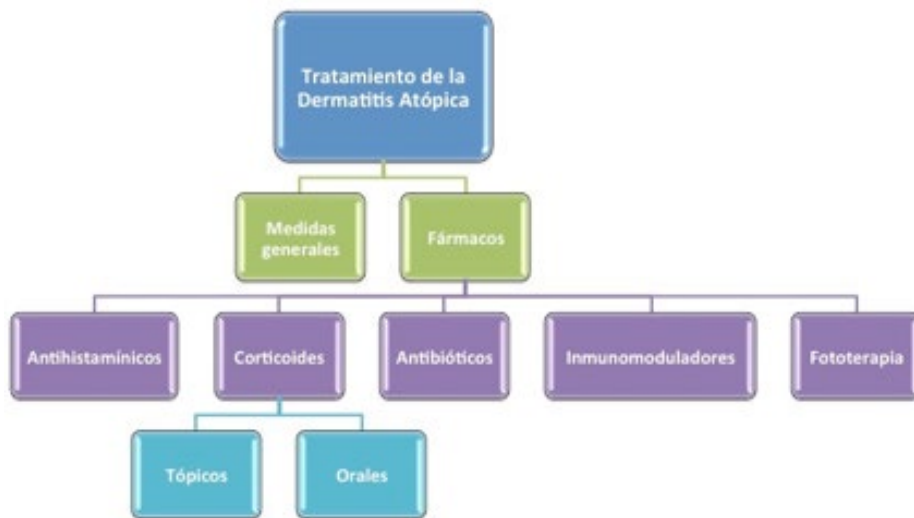 Tratamiento de la
Dermatitis Atópica
Medidas
generales
Fármacos
Antihistamínicos
Corticoides
Antibióticos
Inmunomoduladores
Fototerapia
Tópicos
Orales